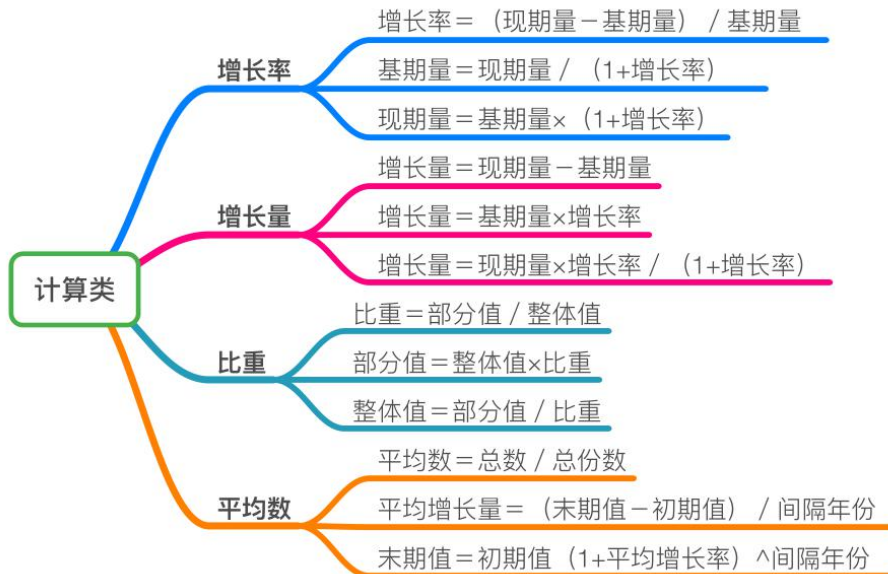 增长率＝（现期量－基期量）/ 基期量
增长率
基期量＝现期量 / （1+增长率）
现期量＝基期量×（1+增长率）
增长量＝现期量－基期量
增长量
增长量＝基期量×增长率
增长量＝现期量×增长率 / （1+增长率）
计算类
比重＝部分值 / 整体值
比重
部分值＝整体值×比重
整体值＝部分值 / 比重
平均数＝总数 / 总份数
平均数
平均增长量＝（末期值－初期值）/ 间隔年份
末期值＝初期值（1+平均增长率）^间隔年份